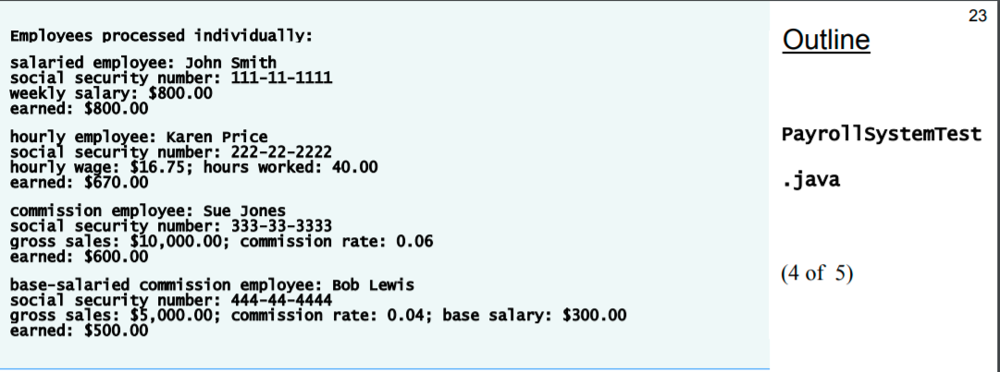 Employees processed individually:
salaried employee: John Smith
social security number: 111-11-1111
weekly salary: $800.00
earned: $800.00
hourly employee: Karen Price
social security number: 222-22-2222
hourly wage: $16.75; hours worked: 40.00
earned: $670.00
commission employee: Sue Jones
social security number: 333-33-3333
gross sales: $10,000.00; commission rate: 0.06
earned: $600.00
base-salaried commission employee: Bob Lewis
social security number: 444-44-4444
gross sales: $5,000.00; commission rate: 0.04; base salary: $300.00
earned: $500.00
23
Outline
PayrollSystemTest
.java
(4 of 5)